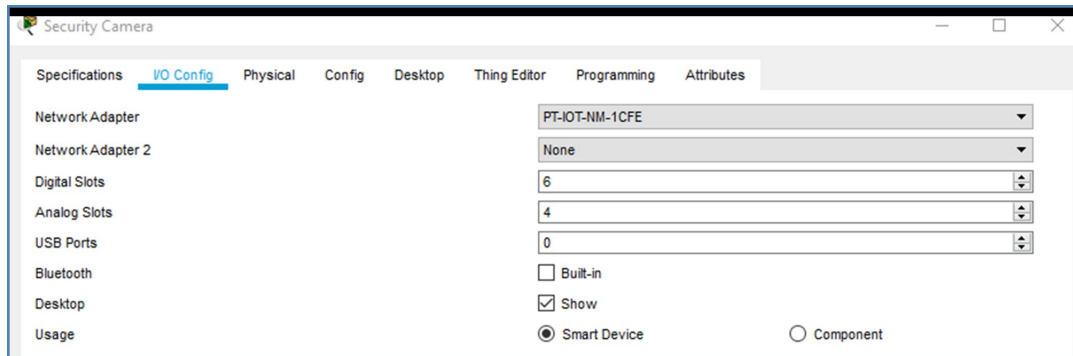 Security Camera
Specifications I/O Config Physical Config Desktop Thing Editor Programming Attributes
Network Adapter PT-IOT-NM-1CFE
Network Adapter 2 None
Digital Slots 6
Analog Slots 4
USB Ports 0
Bluetooth Built-in
Desktop Show
Usage Smart Device Component